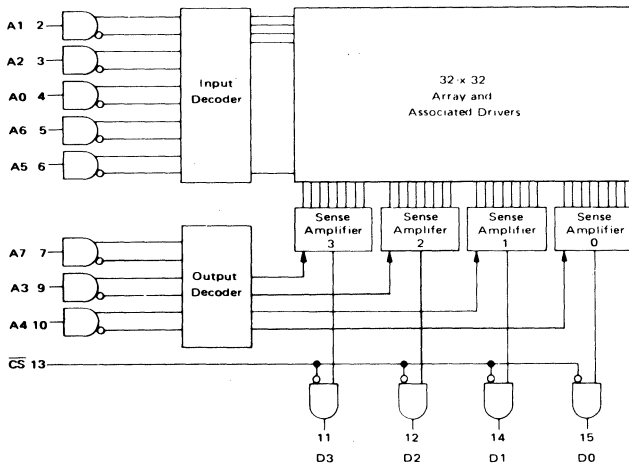 A1 2
A2 3
A0 4
A6 5
A5 6
Input
Decoder
32 x 32
Array and
Associated Drivers
Sense
Amplifier
3
Sense
Amplifer
2
Sense
Amplifier
1
Sense
Amplifier
0
A7 7
A3 9
A4 10
Output
Decoder
CS 13
11
12
14
15
D3
D2
D1
D0